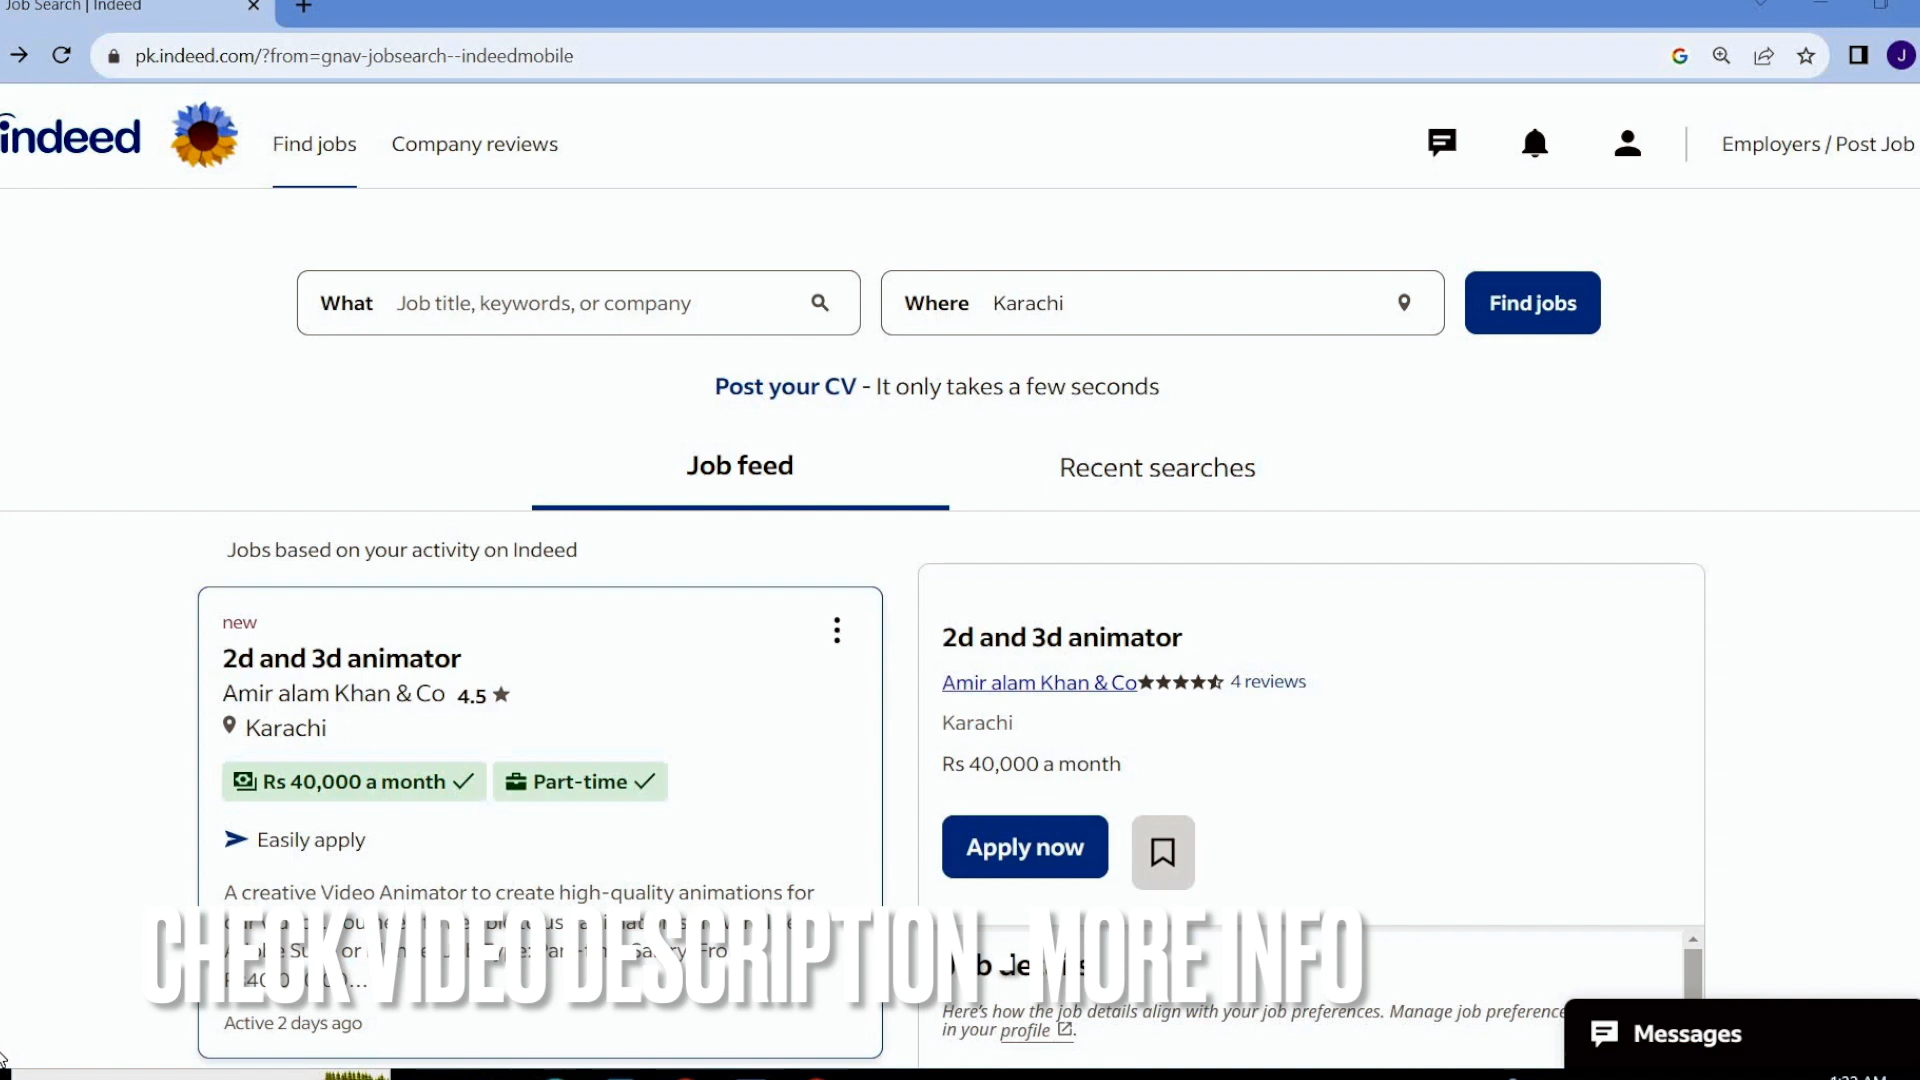 Job Search | Indeed
pk.indeed.com/?from=gnav-jobsearch--indeedmobile
J
indeed
Find jobs
Company reviews
Employers / Post Job
What Job title, keywords, or company
Where Karachi
Find jobs
Post your CV - It only takes a few seconds
Job feed
Recent searches
Jobs based on your activity on Indeed
new
2d and 3d animator
Amir alam Khan & Co 4.5
Karachi
Rs 40,000 a month
Part-time
Easily apply
A creative Video Animator to create high-quality animations for
Active 2 days ago
2d and 3d animator
Amir alam Khan & Co 4 reviews
Karachi
Rs 40,000 a month
Apply now
Here's how the job details align with your job preferences. Manage job preference
in your profile.
CHECK VIDEO DESCRIPTION - MORE INFO
Messages